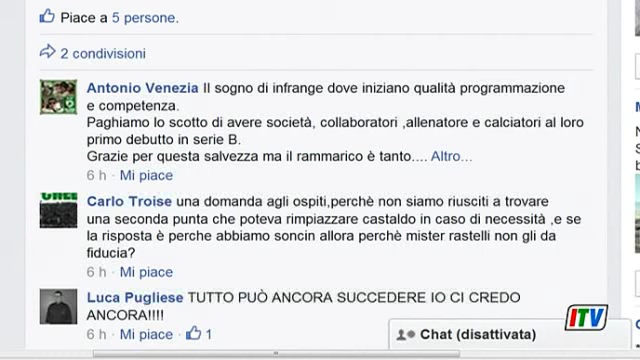 Piace a 5 persone.
2 condivisioni
Antonio Venezia Il sogno di infrange dove iniziano qualità programmazione
e competenza.
Paghiamo lo scotto di avere società, collaboratori ,allenatore e calciatori al loro
primo debutto in serie B.
Grazie per questa salvezza ma il rammarico è tanto.... Altro...
6 h · Mi piace
Carlo Troise una domanda agli ospiti,perchè non siamo riusciti a trovare
una seconda punta che poteva rimpiazzare castaldo in caso di necessità ,e se
la risposta è perche abbiamo soncin allora perchè mister rastelli non gli da
fiducia?
6 h · Mi piace
Luca Pugliese TUTTO PUÒ ANCORA SUCCEDERE IO CI CREDO
ANCORA!!!!
6 h · Mi piace · 1
Chat (disattivata)
ITV